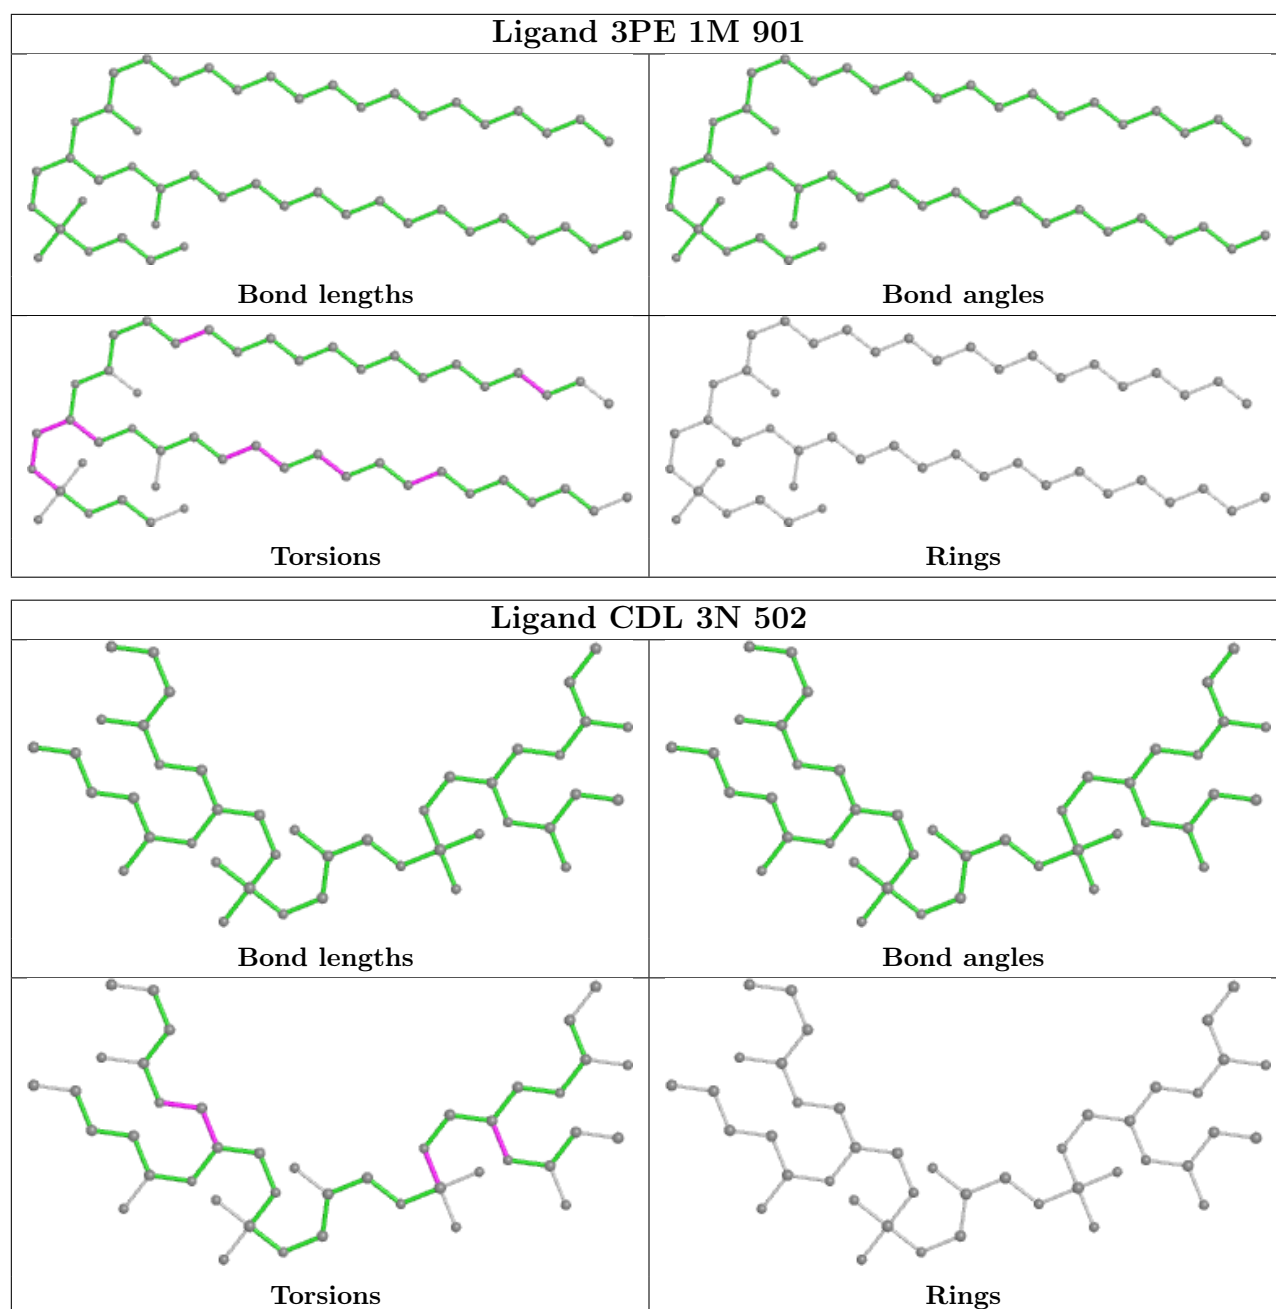 Ligand 3PE 1M 901
Bond lengths
Bond angles
Torsions
Rings
Ligand CDL 3N 502
Bond lengths
Bond angles
Torsions
Rings